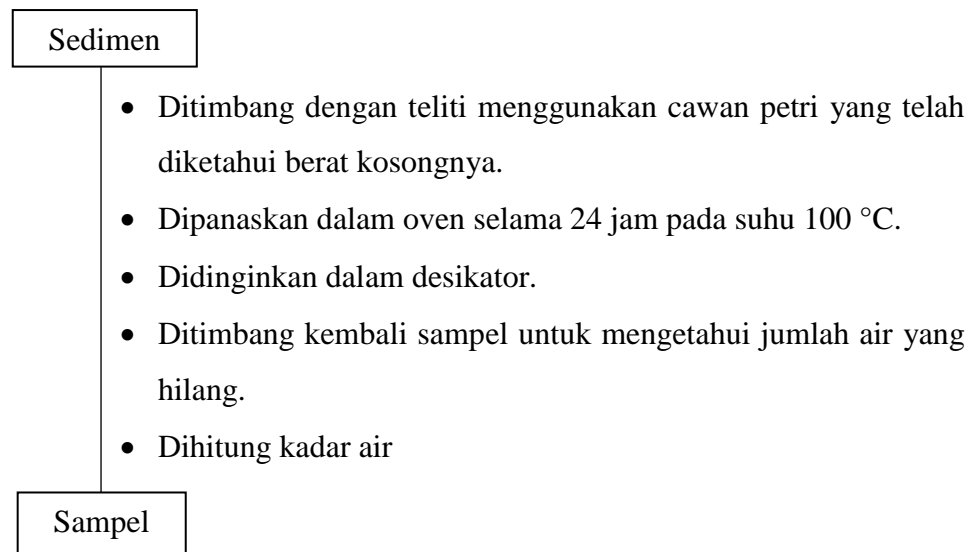 Sedimen
• Ditimbang dengan teliti menggunakan cawan petri yang telah
diketahui berat kosongnya.
• Dipanaskan dalam oven selama 24 jam pada suhu 100 °C.
• Didinginkan dalam desikator.
• Ditimbang kembali sampel untuk mengetahui jumlah air yang
hilang.
• Dihitung kadar air
Sampel